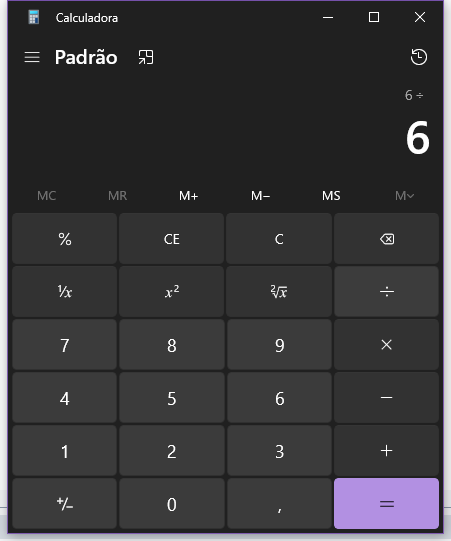 Calculadora
Padrão
6 ÷
6
MC MR M+ M− MS M
% CE C
⅟x x² ²√x ÷
7 8 9 ×
4 5 6 −
1 2 3 +
+/− 0 , =